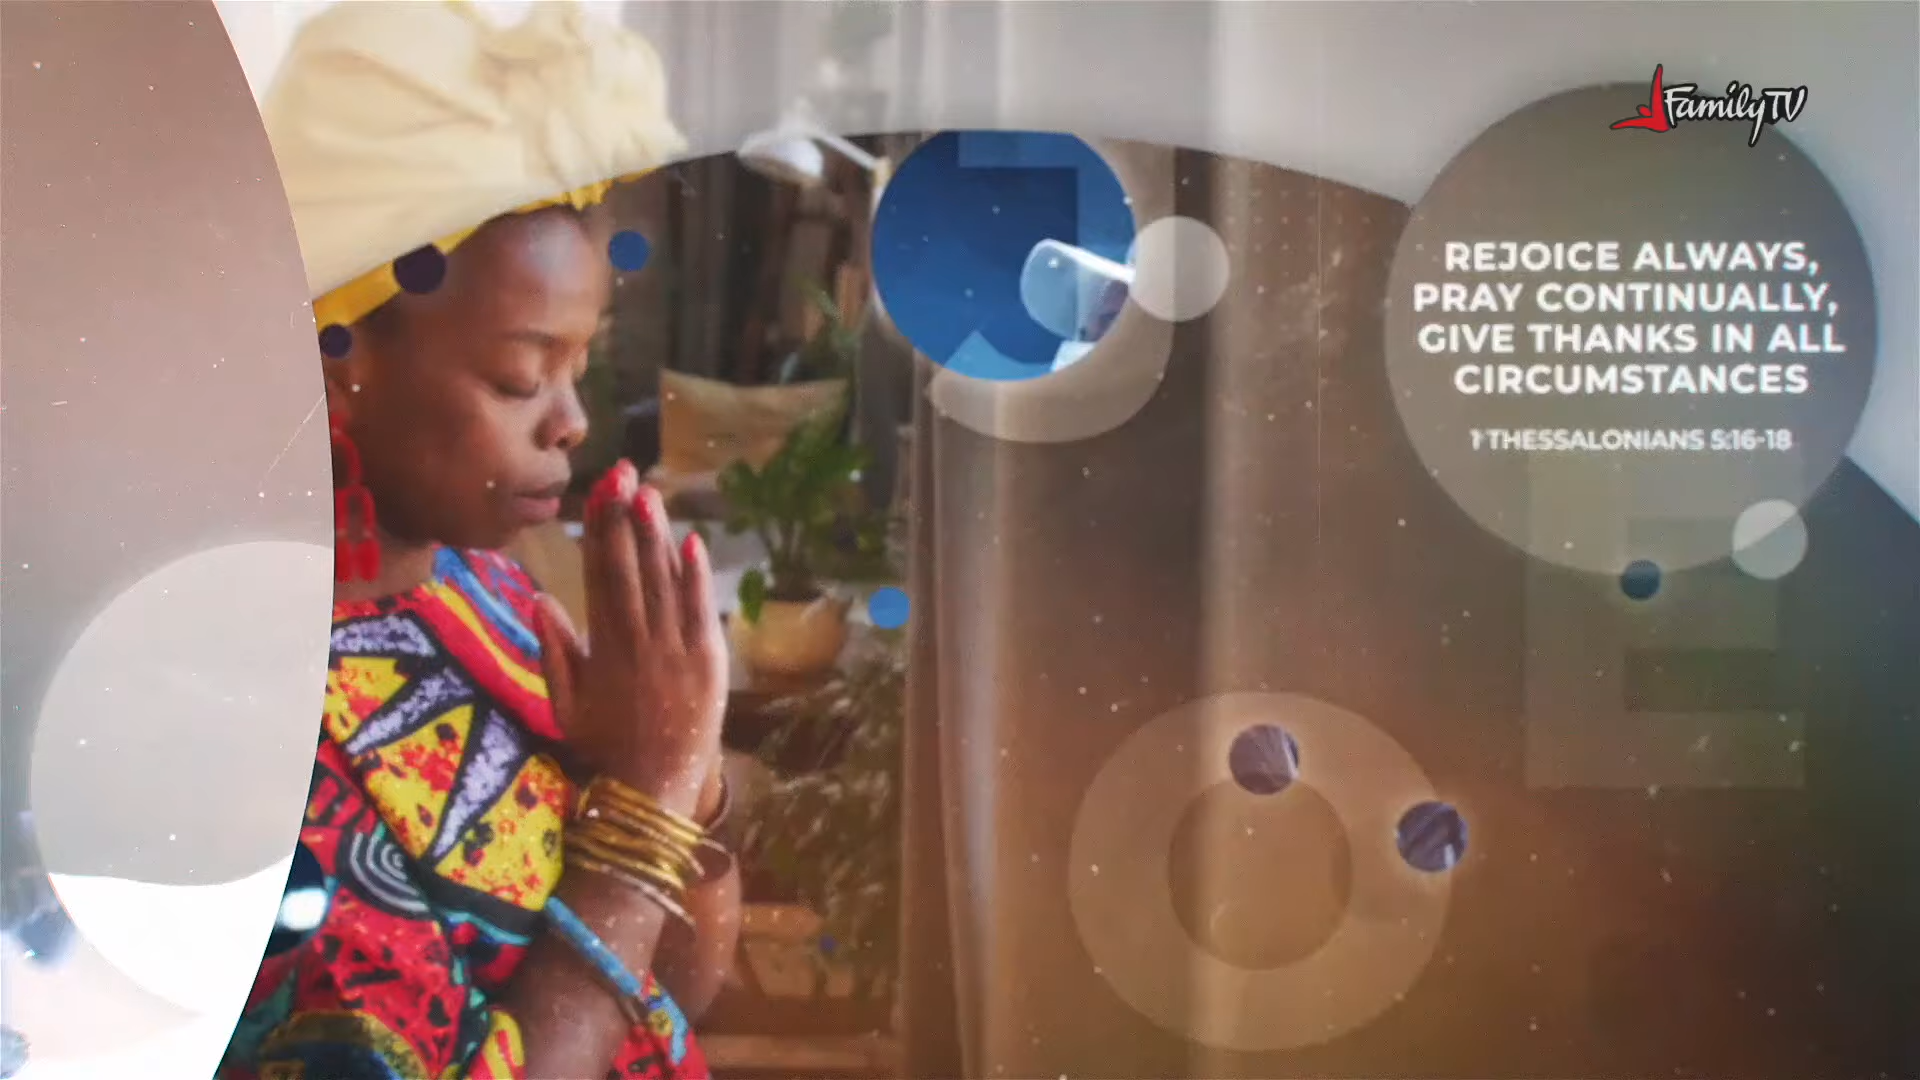 FamilyTV
REJOICE ALWAYS,
PRAY CONTINUALLY,
GIVE THANKS IN ALL
CIRCUMSTANCES
1 THESSALONIANS 5:16-18